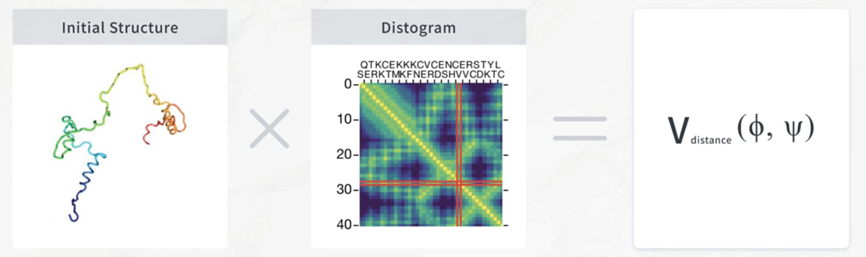 Initial Structure
Distogram
QTKCEKKKCVCENCERSTYL
SERKTMKFNERDSHVVCDKTC
0
10
20
30
40
×
=
V distance (ϕ, ψ)